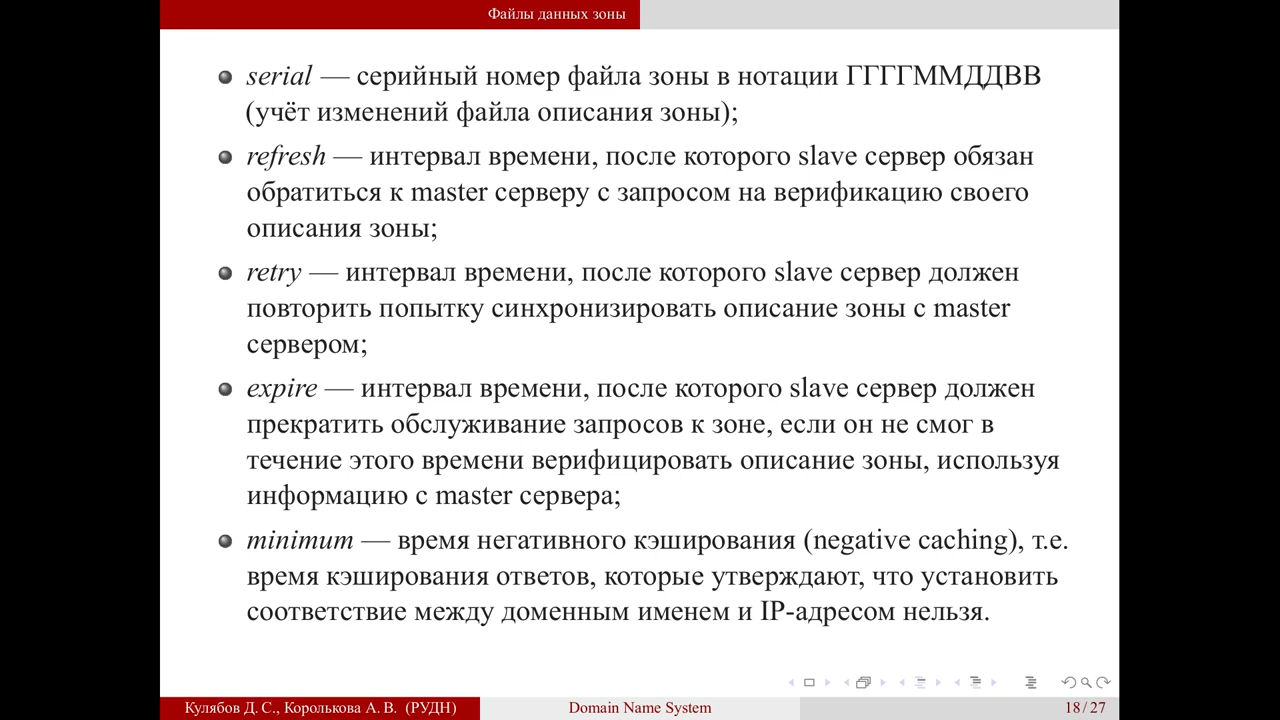 Файлы данных зоны
serial — серийный номер файла зоны в нотации ГГГГММДДВВ
(учёт изменений файла описания зоны);
refresh — интервал времени, после которого slave сервер обязан
обратиться к master серверу с запросом на верификацию своего
описания зоны;
retry — интервал времени, после которого slave сервер должен
повторить попытку синхронизировать описание зоны с master
сервером;
expire — интервал времени, после которого slave сервер должен
прекратить обслуживание запросов к зоне, если он не смог в
течение этого времени верифицировать описание зоны, используя
информацию с master сервера;
minimum — время негативного кэширования (negative caching), т.е.
время кэширования ответов, которые утверждают, что установить
соответствие между доменным именем и IP-адресом нельзя.
Кулябов Д. С., Королькова А. В. (РУДН)
Domain Name System
18 / 27